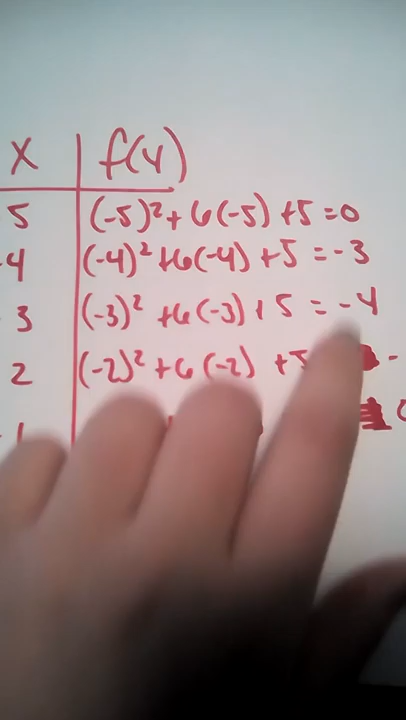 X f(y)
5 (-5)²+6(-5)+5=0
-4 (-4)²+6(-4)+5=-3
3 (-3)²+6(-3)+5=-4
2 (-2)²+6(-2)+5 -